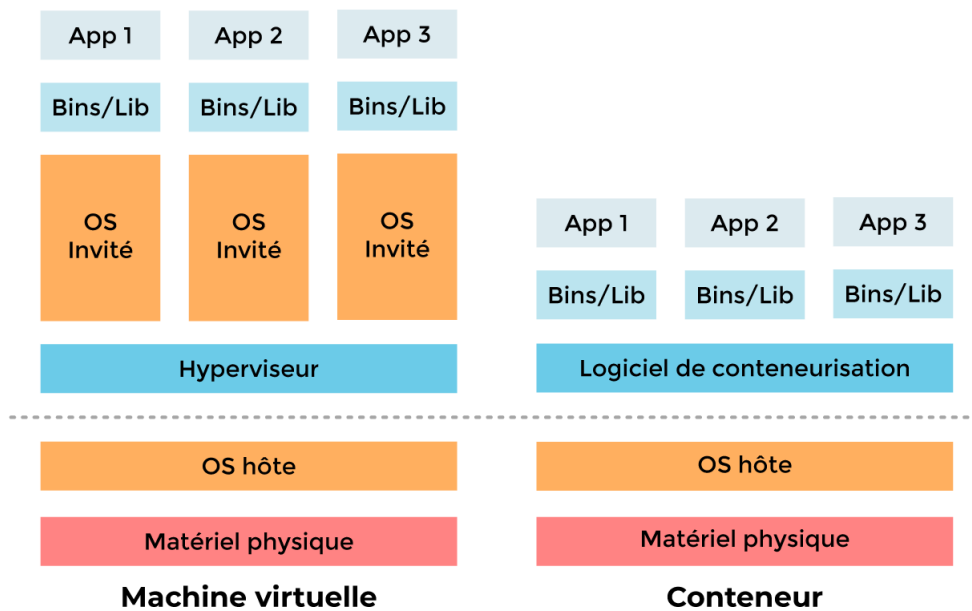 App 1
App 2
App 3
Bins/Lib
Bins/Lib
Bins/Lib
OS
Invité
OS
Invité
OS
Invité
Hyperviseur
OS hôte
Matériel physique
Machine virtuelle
App 1
App 2
App 3
Bins/Lib
Bins/Lib
Bins/Lib
Logiciel de conteneurisation
OS hôte
Matériel physique
Conteneur